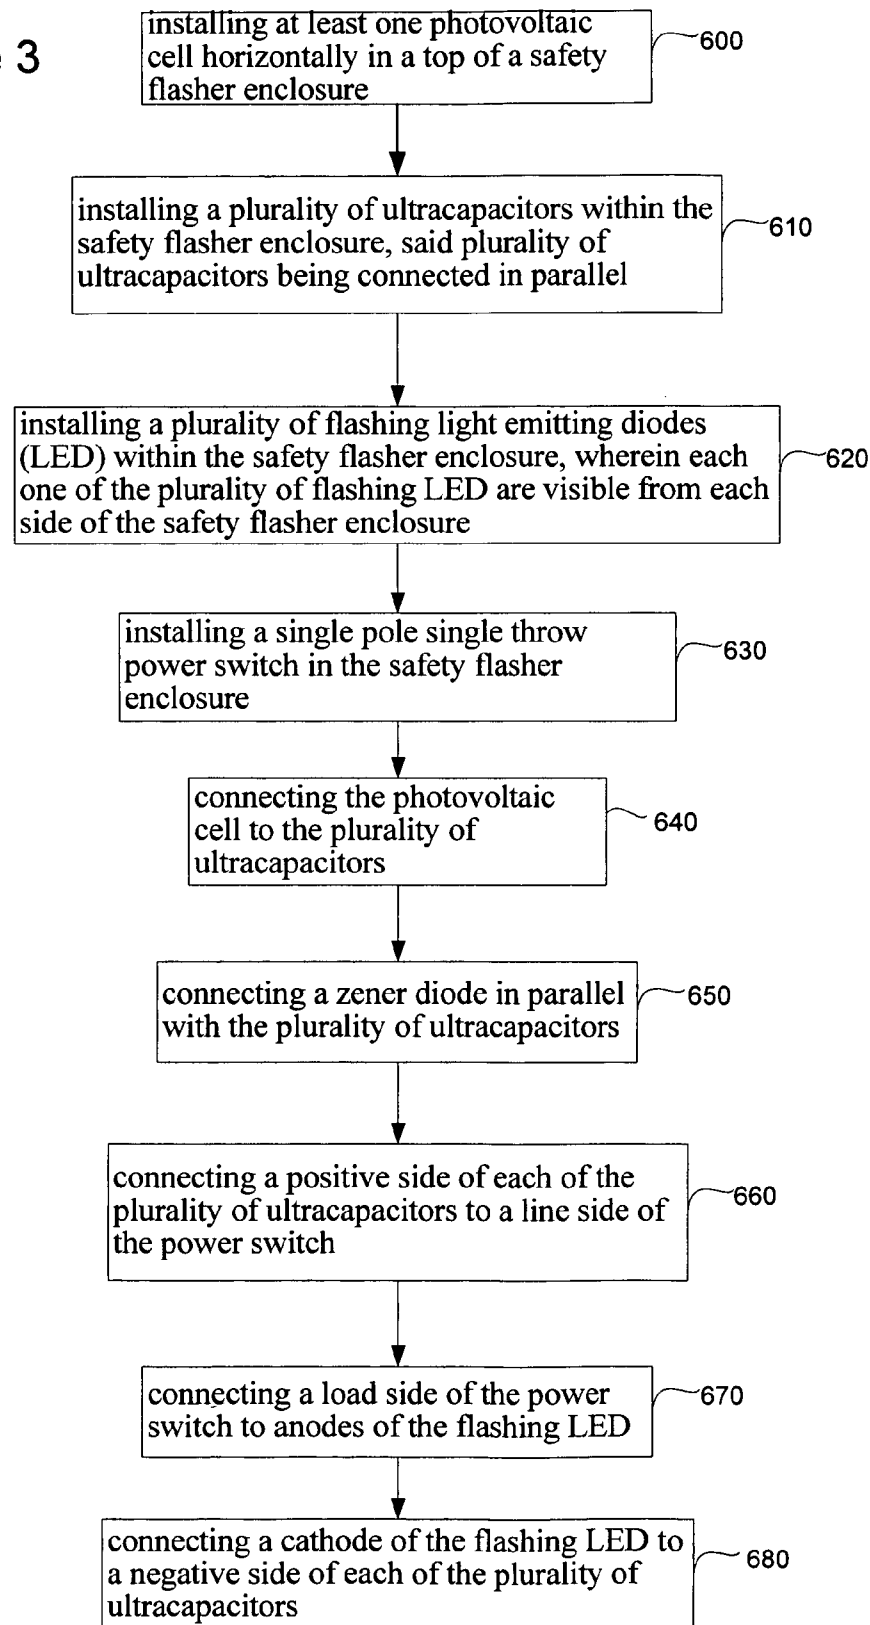 3
installing at least one photovoltaic
cell horizontally in a top of a safety
flasher enclosure
600
installing a plurality of ultracapacitors within the
safety flasher enclosure, said plurality of
ultracapacitors being connected in parallel
610
installing a plurality of flashing light emitting diodes
(LED) within the safety flasher enclosure, wherein each
one of the plurality of flashing LED are visible from each
side of the safety flasher enclosure
620
installing a single pole single throw
power switch in the safety flasher
enclosure
630
connecting the photovoltaic
cell to the plurality of
ultracapacitors
640
connecting a zener diode in parallel
with the plurality of ultracapacitors
650
connecting a positive side of each of the
plurality of ultracapacitors to a line side of
the power switch
660
connecting a load side of the power
switch to anodes of the flashing LED
670
connecting a cathode of the flashing LED to
a negative side of each of the plurality of
ultracapacitors
680